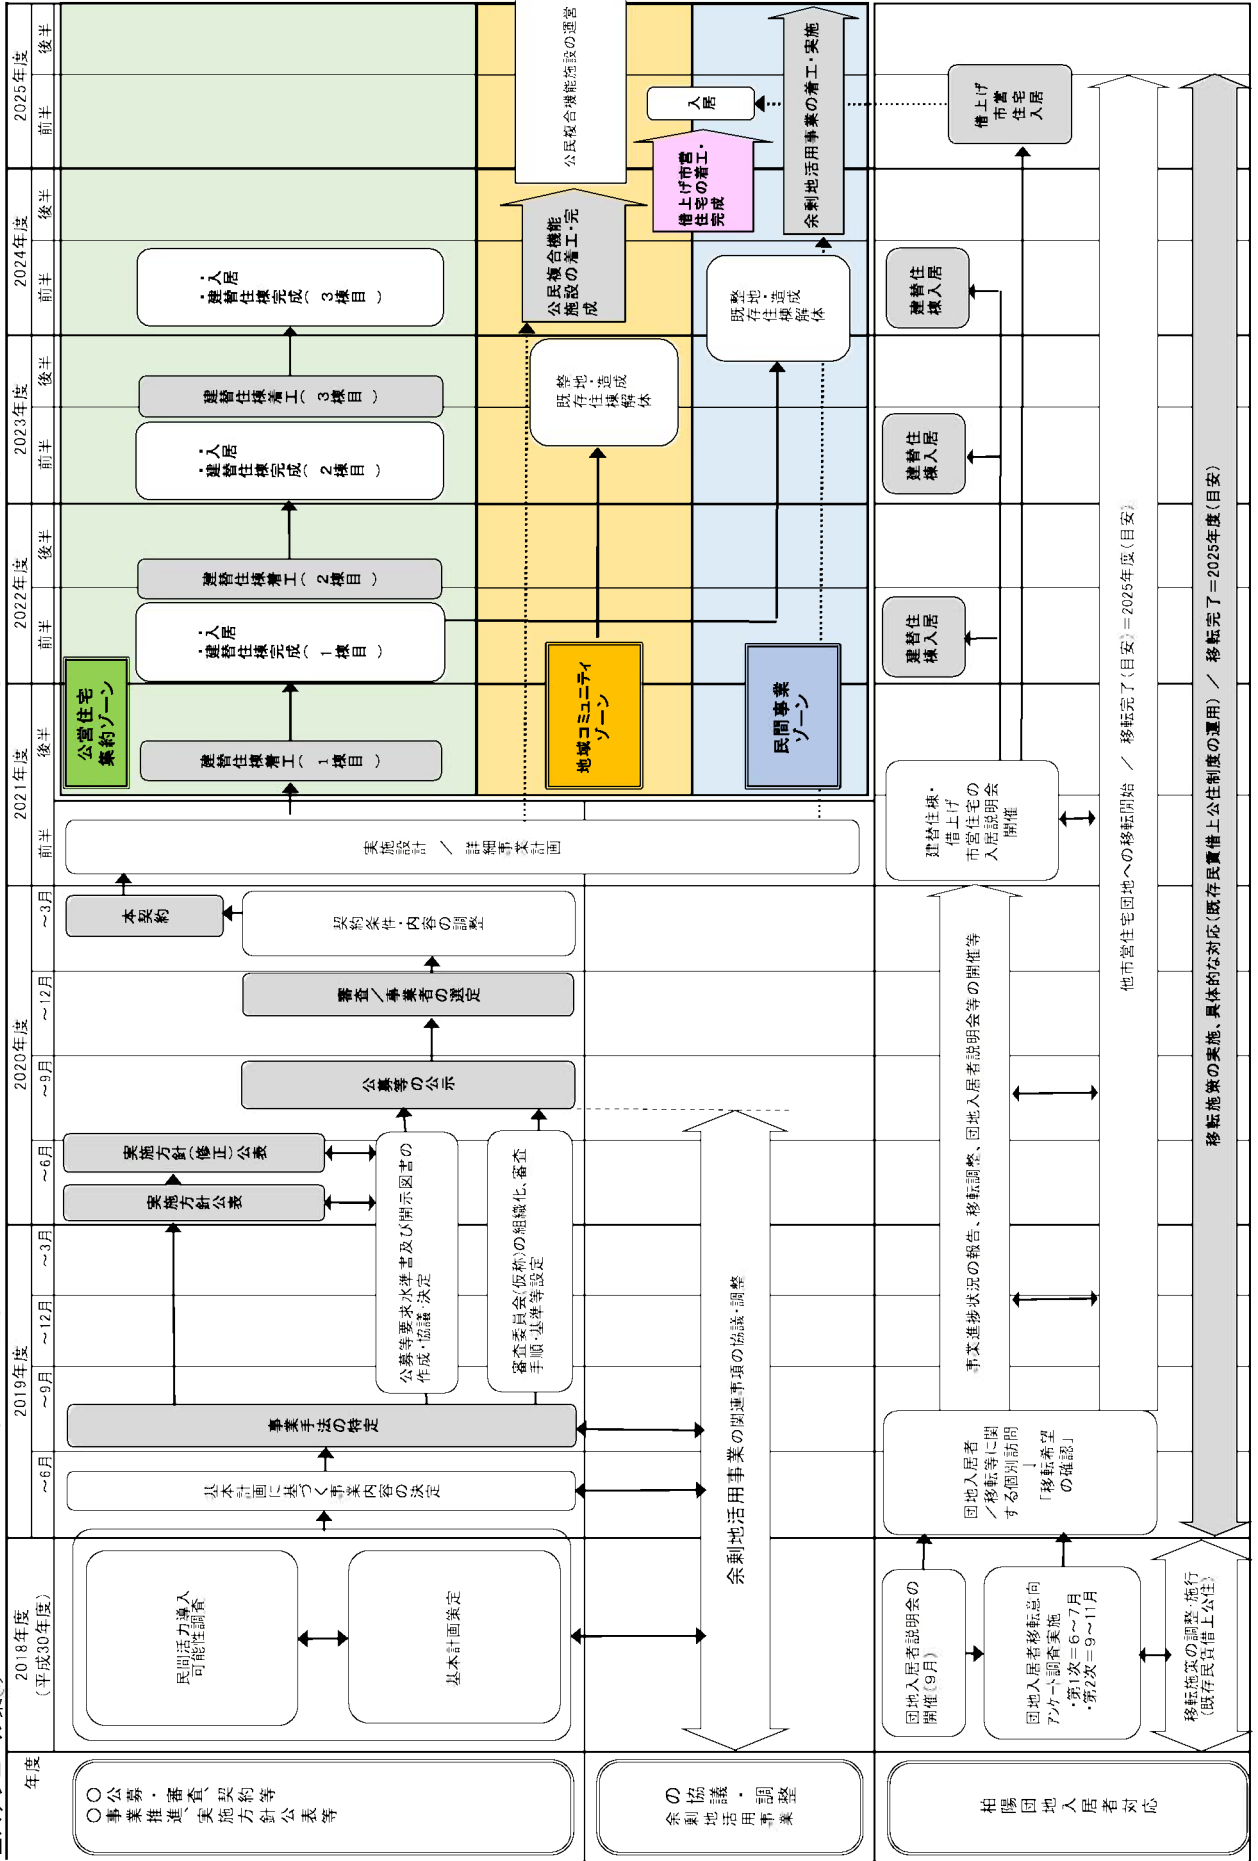 年度
2018年度
(平成30年度)
2019年度
～6月
～9月
～12月
～3月
2020年度
～6月
～9月
～12月
～3月
2021年度
前半
後半
2022年度
前半
後半
2023年度
前半
後半
2024年度
前半
後半
2025年度
前半
後半
○公募・審査、契約等
○事業推進、実施方針公表等
民間活力導入
可能性調査
基本計画策定
基本計画に基づく事業内容の決定
事業手法の特定
実施方針公表
実施方針(修正)公表
公募等要求水準書及び開示図書の
作成・協議・決定
審査委員会(仮称)の組織化、審査
手順・基準等設定
公募等の公示
審査／事業者の選定
契約条件・内容の調整
本契約
実施設計 ／ 詳細事業計画
公営住宅
集約ゾーン
建替住棟着工(1棟目)
・入居
・建替住棟完成(1棟目)
建替住棟着工(2棟目)
・入居
・建替住棟完成(2棟目)
建替住棟着工(3棟目)
・入居
・建替住棟完成(3棟目)
地域コミュニティ
ゾーン
整地・造成
既存住棟
解体
公民複合機能
施設の着工・完
成
公民複合機能施設の運営
民間事業
ゾーン
整地・造成
既存住棟
解体
借上げ市営
住宅の着工・
完成
入居
余剰地活用事業の着工・実施
余剰地活用事業
の協議・調整
余剰地活用事業の関連事項の協議・調整
柏陽団地入居者
対応
団地入居者説明会の
開催(9月)
団地入居者移転意向
アンケート調査実施
・第1次＝6～7月
・第2次＝9～11月
移転施策の調整・施行
(既存民賃借上公住)
団地入居者
／移転等に関
する個別訪問
↓
「移転希望
の確認」
事業進捗状況の報告、移転調整、団地入居者説明会等の開催等
建替住棟・
借上げ
市営住宅の
入居説明会
開催
建替住
棟入居
建替住
棟入居
建替住
棟入居
借上げ
市営
住宅
入居
他市営住宅団地への移転開始 ／ 移転完了(目安)＝2025年度(目安)
移転施策の実施、具体的な対応(既存民賃借上公住制度の運用) ／ 移転完了＝2025年度(目安)